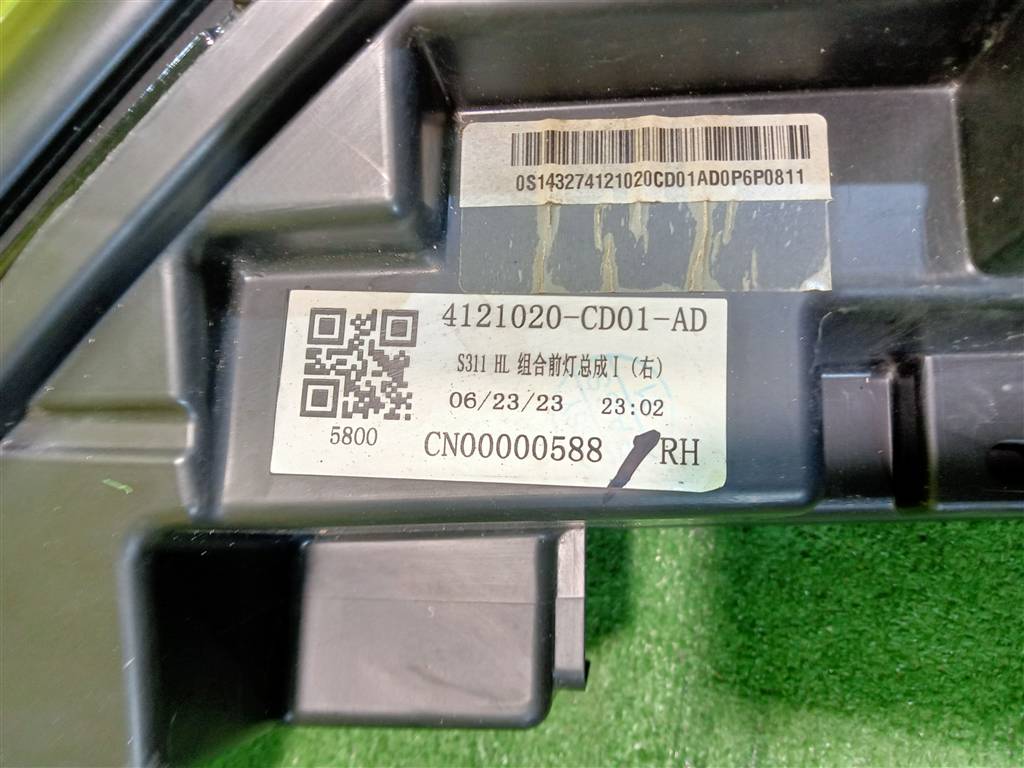 0S143274121020CD01AD0P6P0811
4121020-CD01-AD
S311 HL 组合前灯总成Ⅰ (右)
06/23/23 23:02
5800
CN00000588 RH